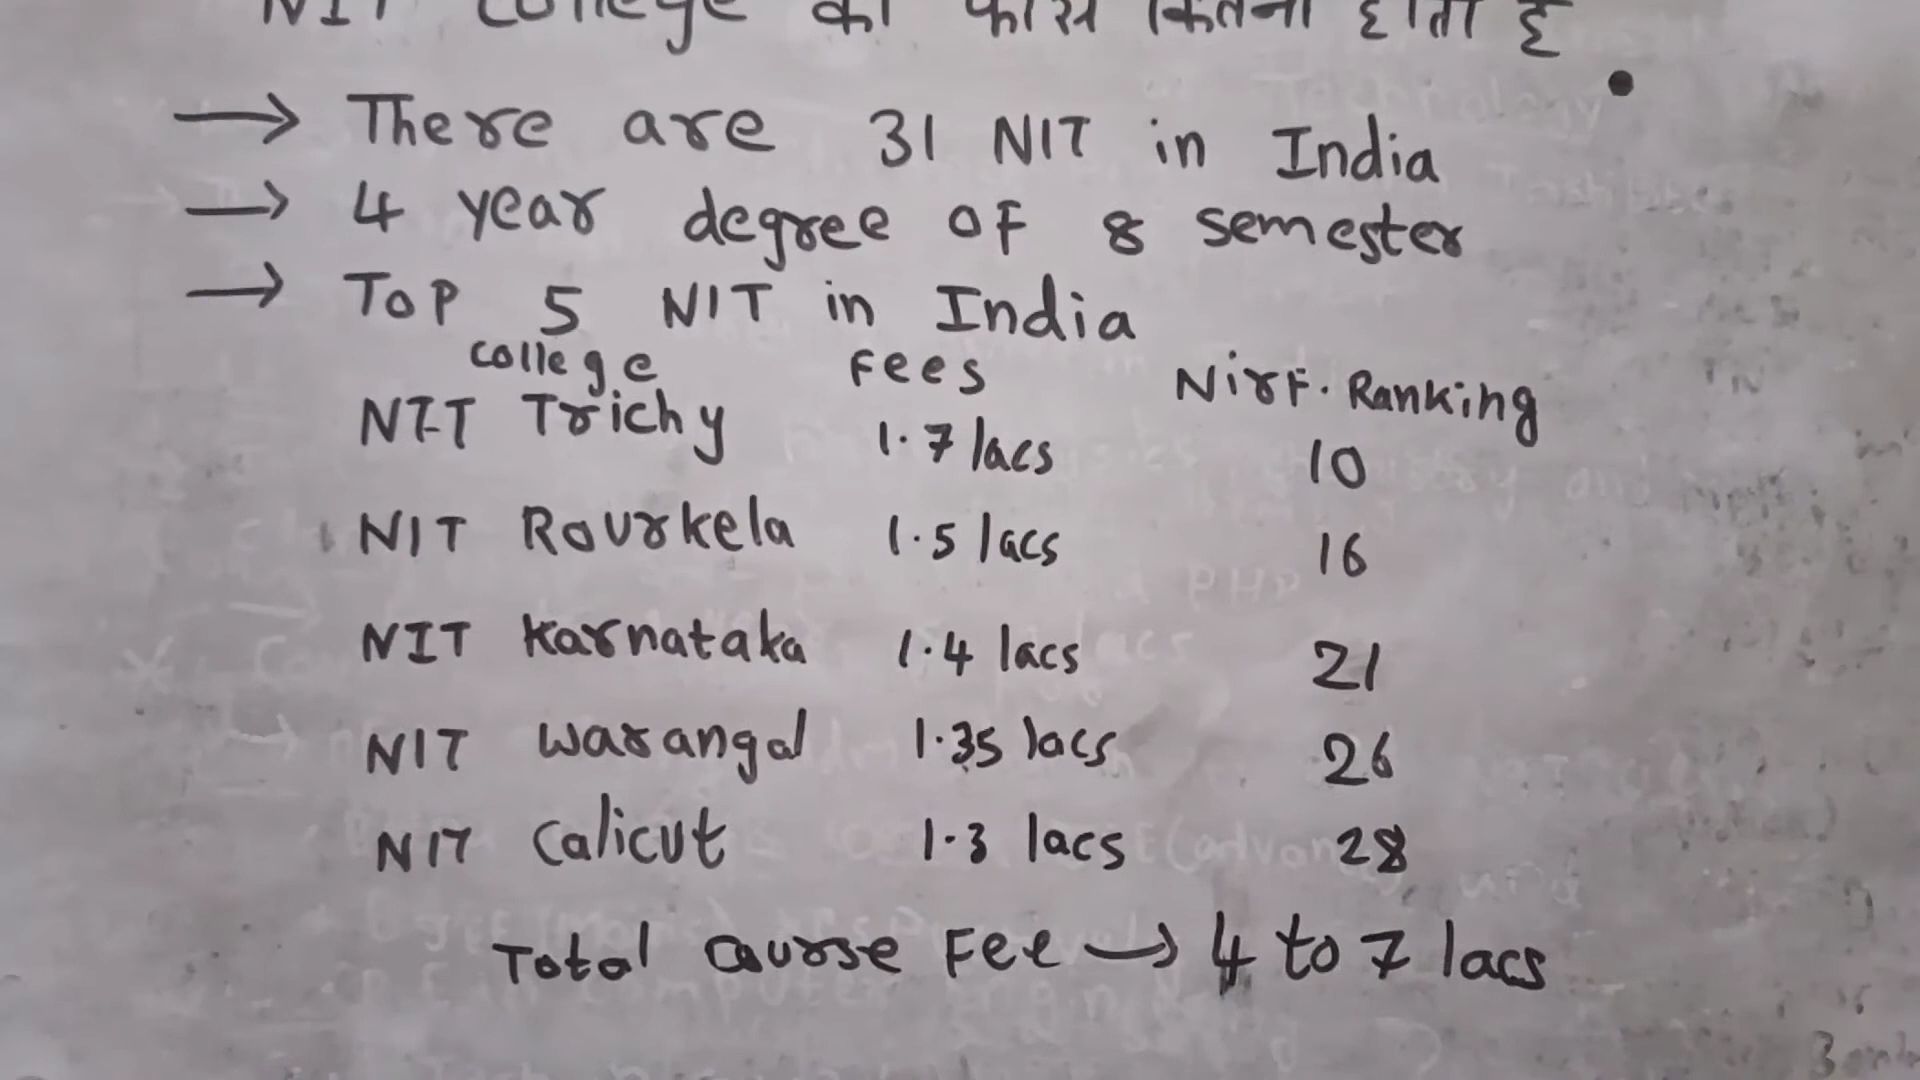 NIT College की फीस कितनी होती है
→ There are 31 NIT in India
→ 4 year degree of 8 semester
→ Top 5 NIT in India
college Fees Nirf. Ranking
NIT Trichy 1.7 lacs 10
NIT Rourkela 1.5 lacs 16
NIT Karnataka 1.4 lacs 21
NIT Warangal 1.35 lacs 26
NIT Calicut 1.3 lacs 28
Total Course Fee → 4 to 7 lacs